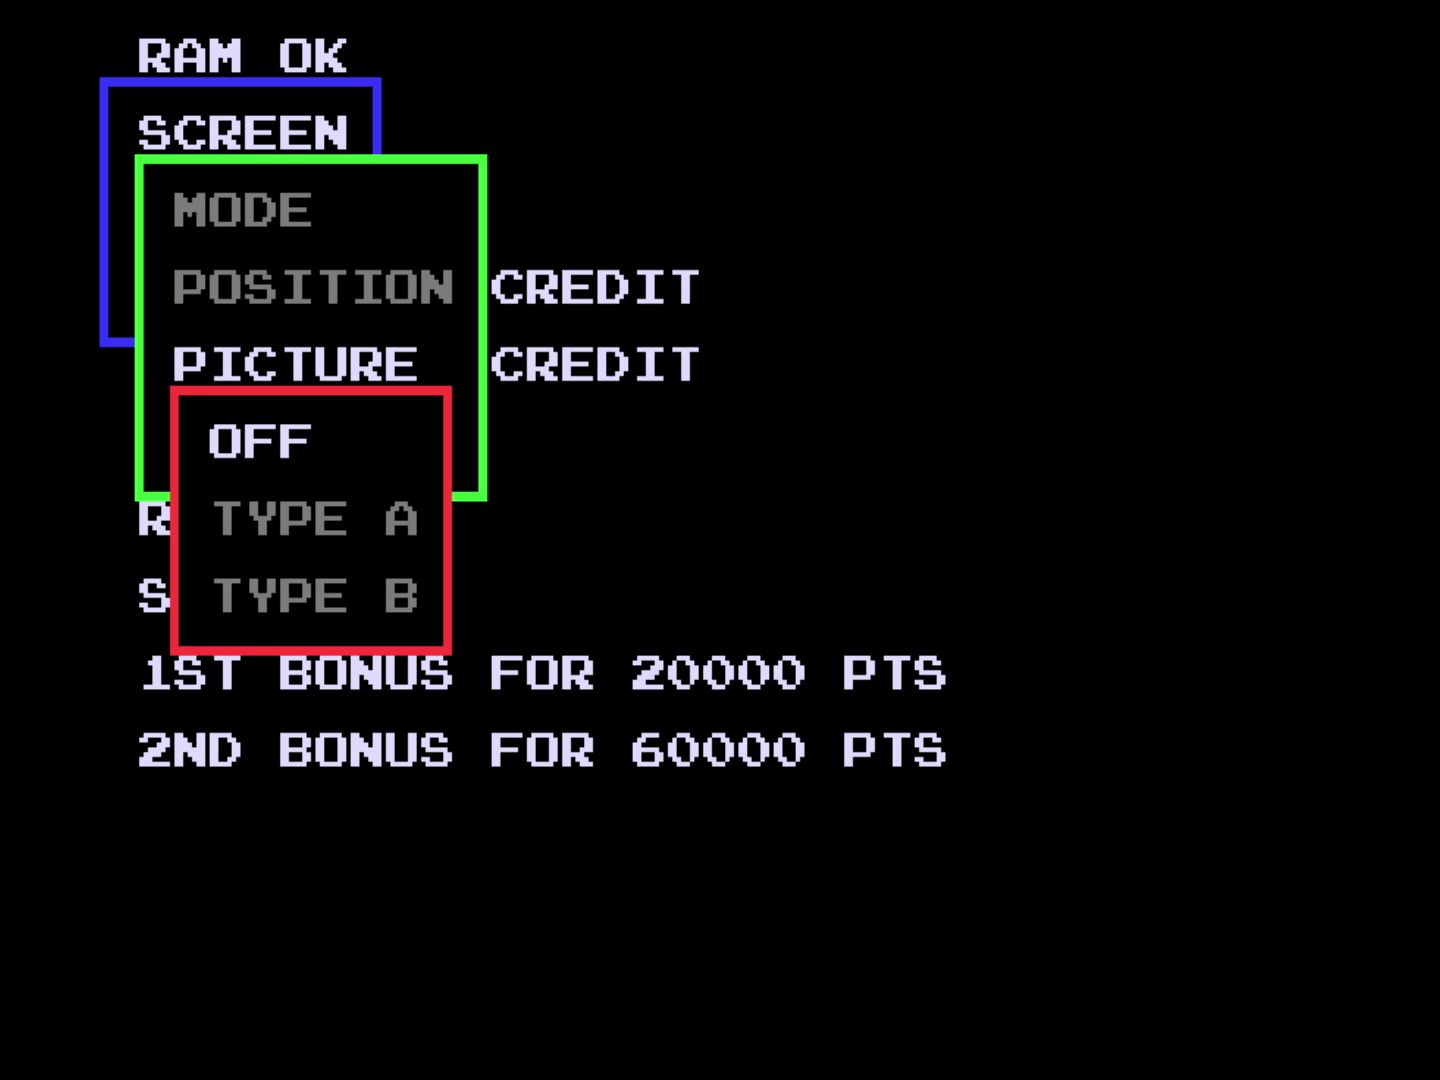 RAM OK
SCREEN
MODE
POSITION CREDIT
PICTURE CREDIT
OFF
R TYPE A
S TYPE B
1ST BONUS FOR 20000 PTS
2ND BONUS FOR 60000 PTS